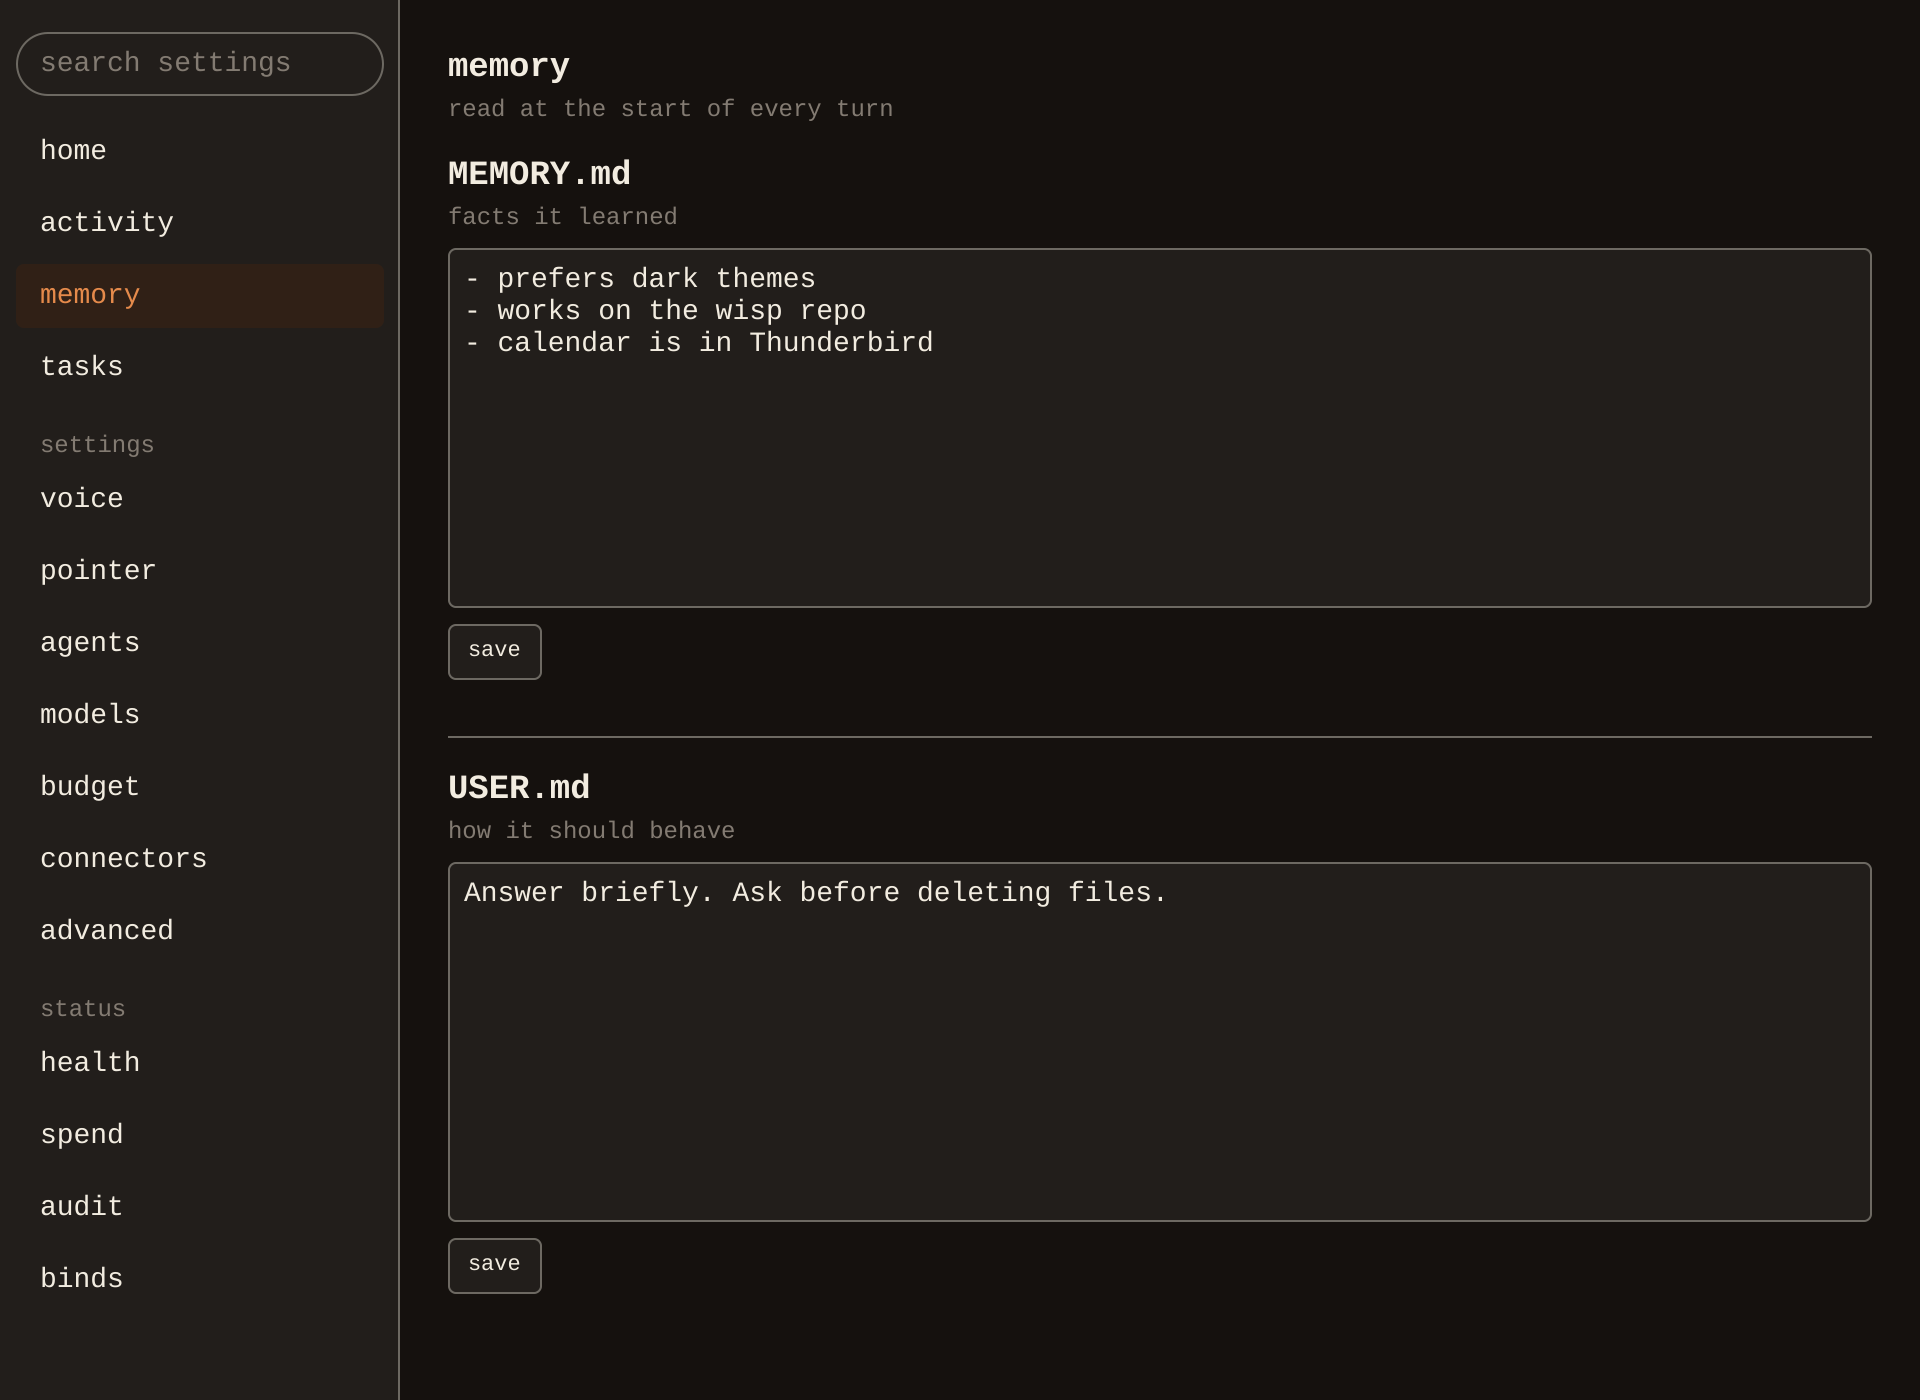 search settings
home
activity
memory
tasks
settings
voice
pointer
agents
models
budget
connectors
advanced
status
health
spend
audit
binds
memory
read at the start of every turn
MEMORY.md
facts it learned
- prefers dark themes
- works on the wisp repo
- calendar is in Thunderbird
save
USER.md
how it should behave
Answer briefly. Ask before deleting files.
save